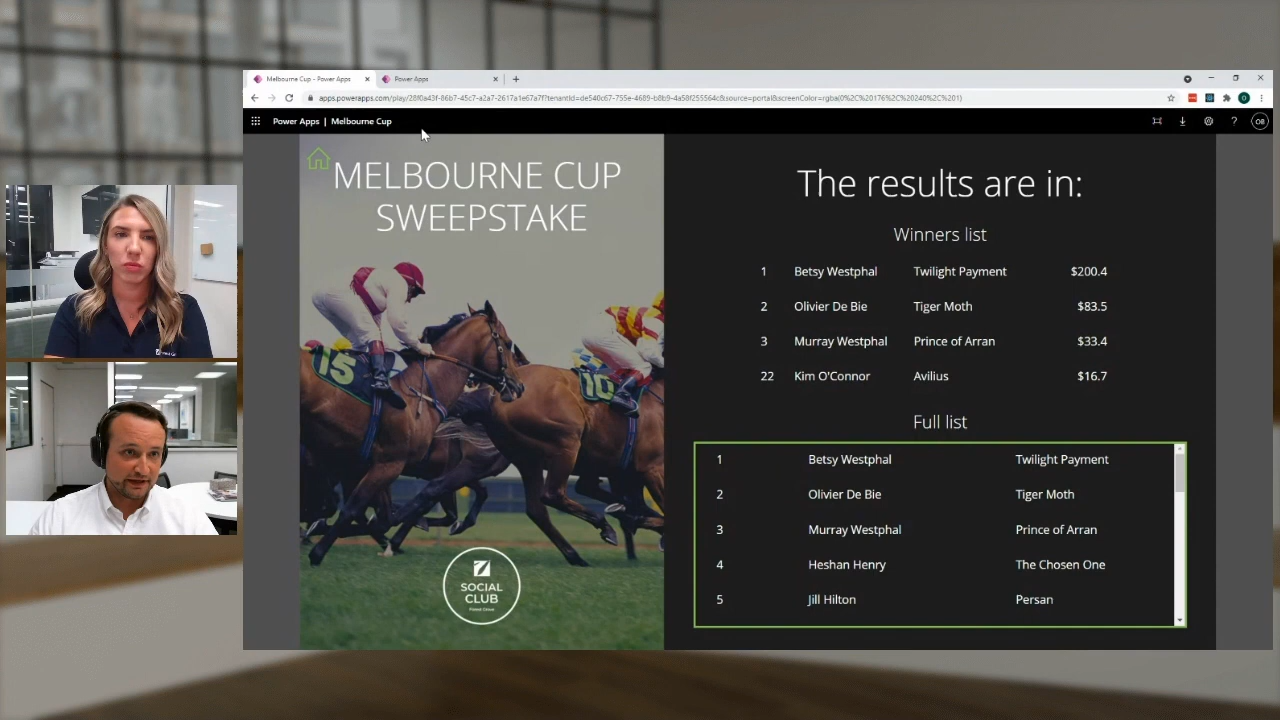 Melbourne Cup - Power Apps
Power Apps
Power Apps | Melbourne Cup
OB
MELBOURNE CUP
SWEEPSTAKE
15
10
SOCIAL
CLUB
The results are in:
Winners list
1 Betsy Westphal Twilight Payment $200.4
2 Olivier De Bie Tiger Moth $83.5
3 Murray Westphal Prince of Arran $33.4
22 Kim O'Connor Avilius $16.7
Full list
1 Betsy Westphal Twilight Payment
2 Olivier De Bie Tiger Moth
3 Murray Westphal Prince of Arran
4 Heshan Henry The Chosen One
5 Jill Hilton Persan